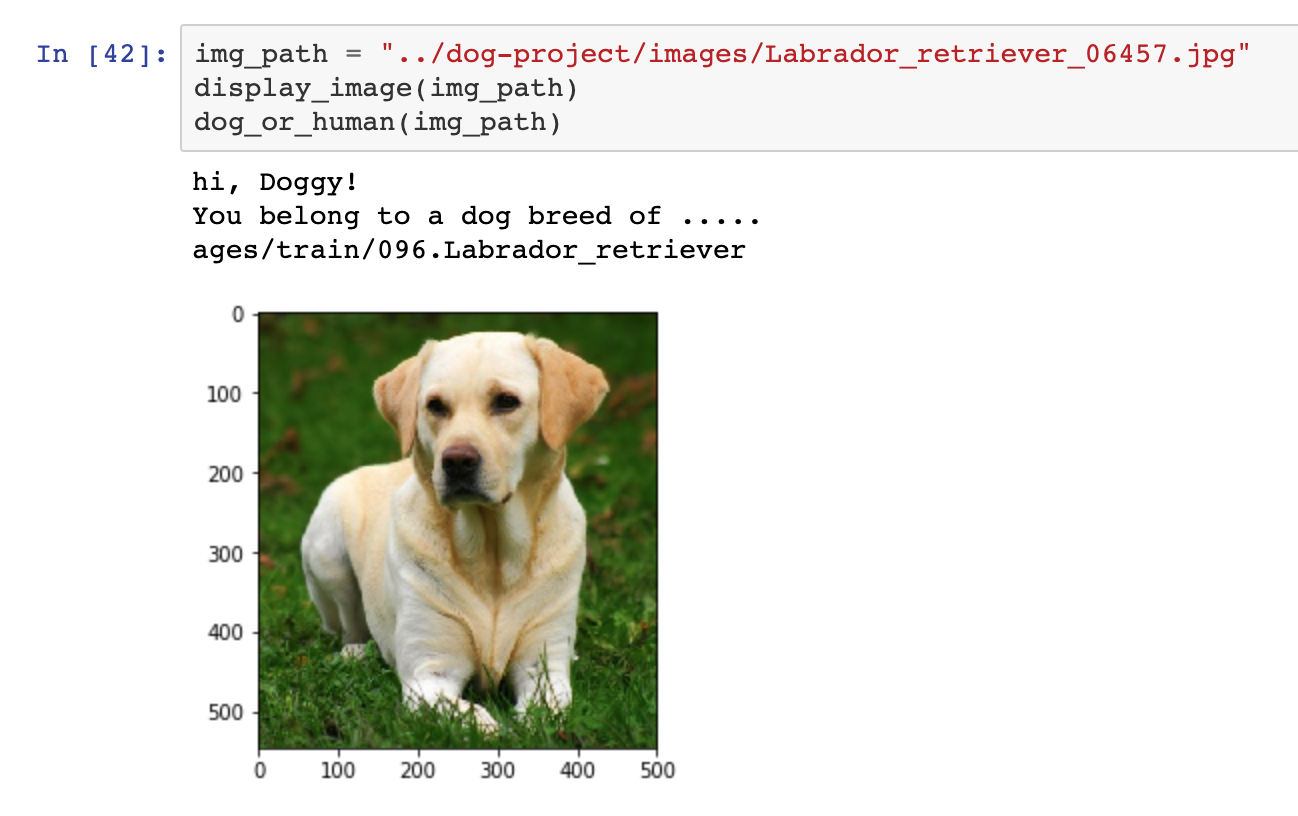 In [42]: img_path = "../dog-project/images/Labrador_retriever_06457.jpg"
display_image(img_path)
dog_or_human(img_path)
hi, Doggy!
You belong to a dog breed of .....
ages/train/096.Labrador_retriever
0
100
200
300
400
500
0 100 200 300 400 500